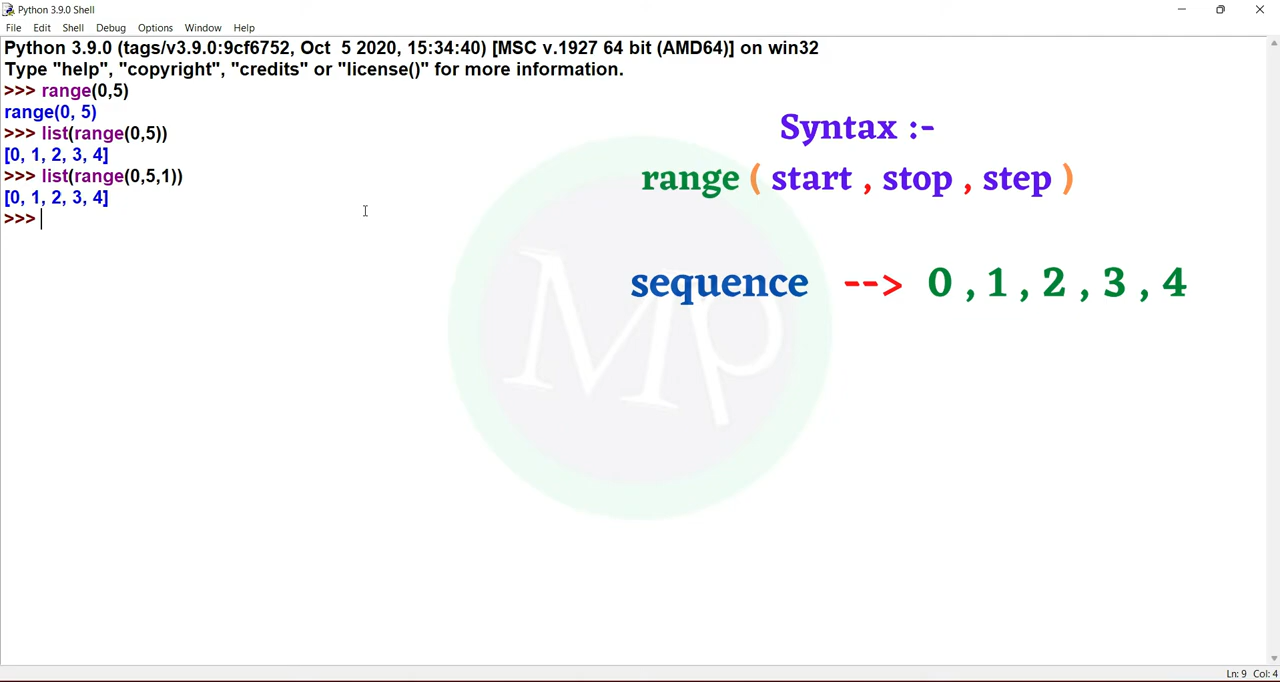 Python 3.9.0 Shell
File Edit Shell Debug Options Window Help
Python 3.9.0 (tags/v3.9.0:9cf6752, Oct  5 2020, 15:34:40) [MSC v.1927 64 bit (AMD64)] on win32
Type "help", "copyright", "credits" or "license()" for more information.
>>> range(0,5)
range(0, 5)
>>> list(range(0,5))
[0, 1, 2, 3, 4]
>>> list(range(0,5,1))
[0, 1, 2, 3, 4]
>>>
Syntax :-
range ( start , stop , step )
sequence --> 0 , 1 , 2 , 3 , 4
Mp
Ln: 9 Col: 4